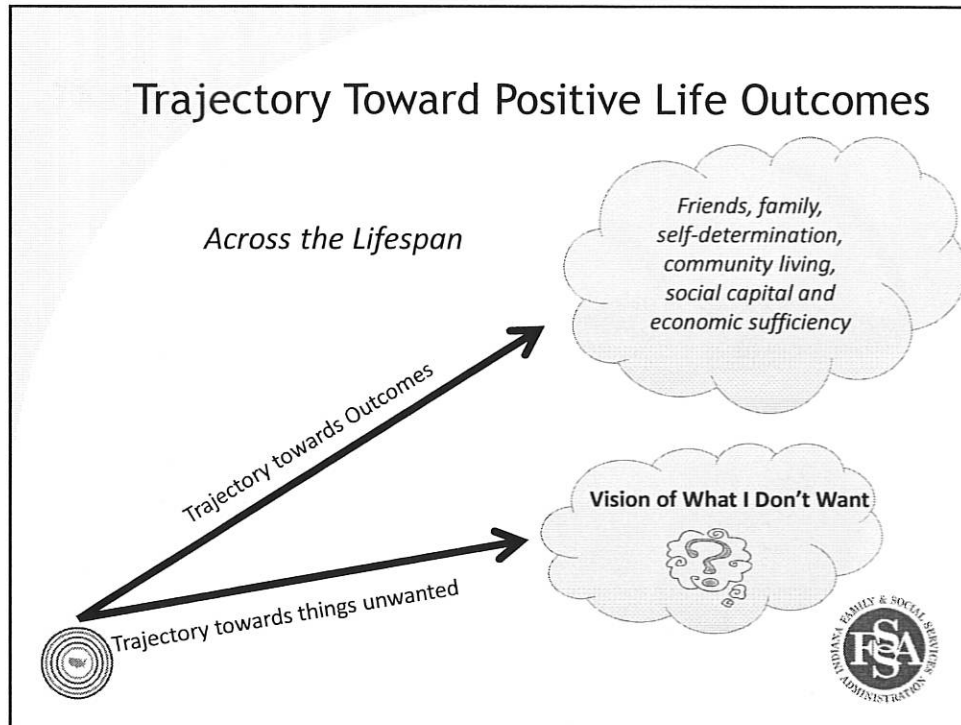 Trajectory Toward Positive Life Outcomes
Across the Lifespan
Friends, family,
self-determination,
community living,
social capital and
economic sufficiency
Trajectory towards Outcomes
Vision of What I Don't Want
?
Trajectory towards things unwanted
INDIANA FAMILY & SOCIAL SERVICES
ADMINISTRATION
FSSA